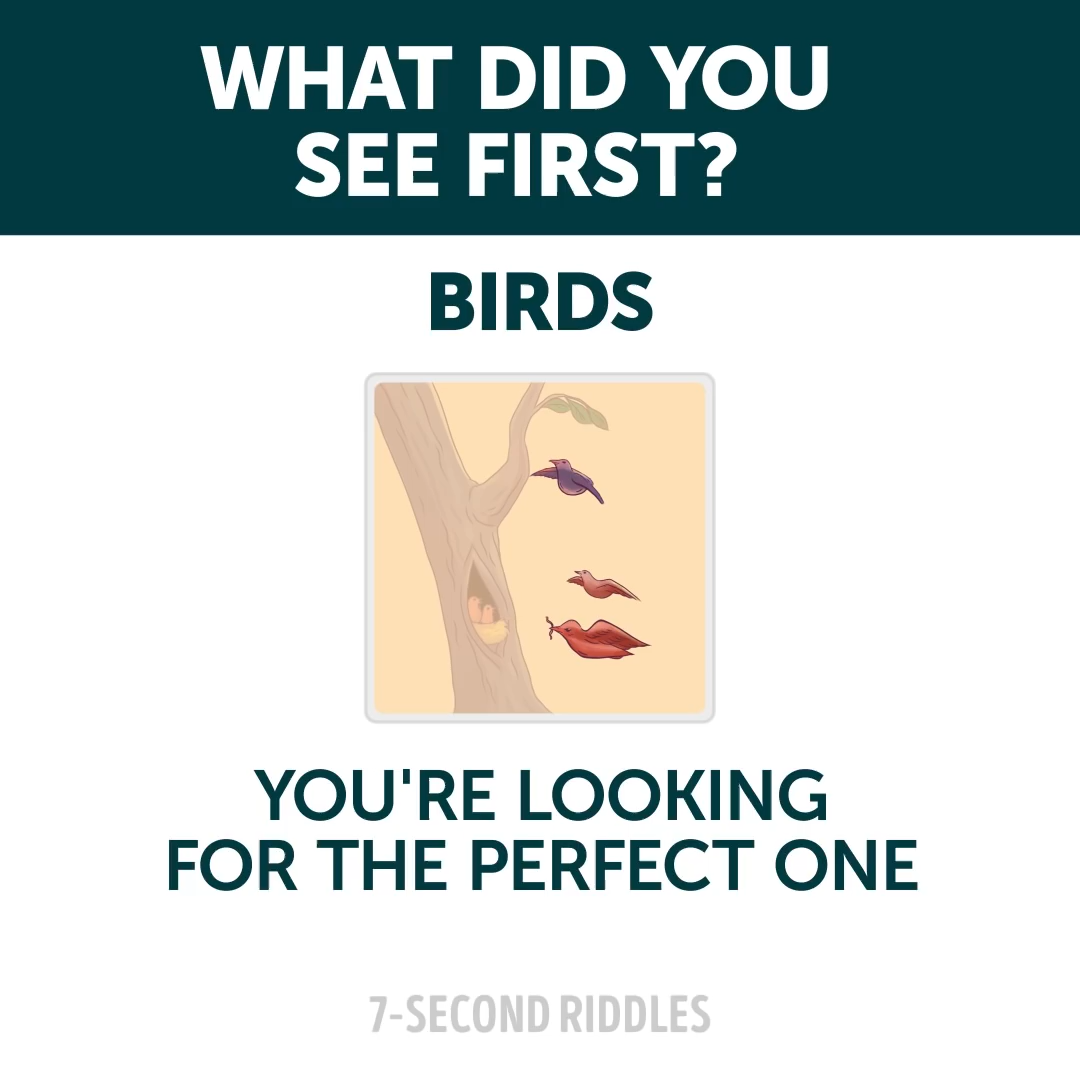 WHAT DID YOU
SEE FIRST?
BIRDS
YOU'RE LOOKING
FOR THE PERFECT ONE
7-SECOND RIDDLES